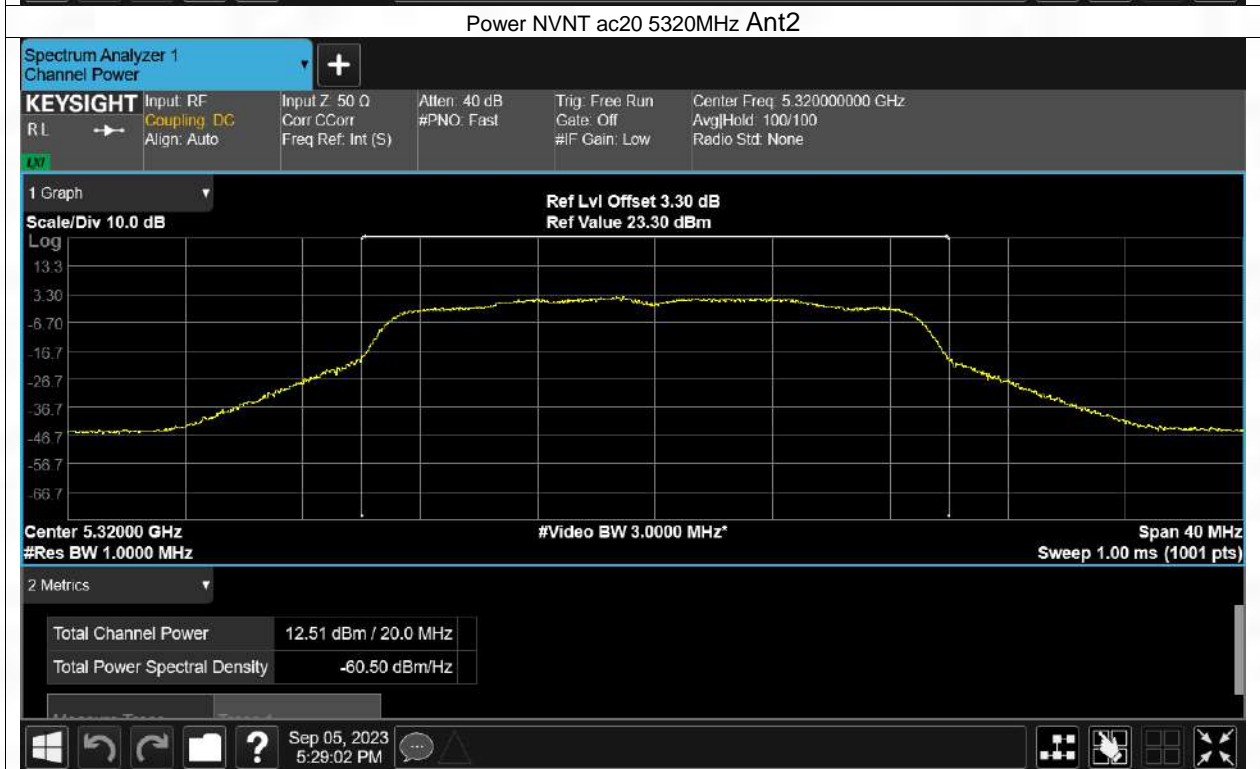 Power NVNT ac20 5320MHz Ant2
Spectrum Analyzer 1
Channel Power
+
KEYSIGHT
RL
LXI
Input: RF
Coupling: DC
Align: Auto
Input Z: 50 Ω
Corr CCorr
Freq Ref: Int (S)
Atten: 40 dB
#PNO: Fast
Trig: Free Run
Gate: Off
#IF Gain: Low
Center Freq: 5.320000000 GHz
Avg|Hold: 100/100
Radio Std: None
1 Graph
Scale/Div 10.0 dB
Ref Lvl Offset 3.30 dB
Ref Value 23.30 dBm
Log
13.3
3.30
-6.70
-16.7
-26.7
-36.7
-46.7
-56.7
-66.7
Center 5.32000 GHz
#Res BW 1.0000 MHz
#Video BW 3.0000 MHz*
Span 40 MHz
Sweep 1.00 ms (1001 pts)
2 Metrics
Total Channel Power 12.51 dBm / 20.0 MHz
Total Power Spectral Density -60.50 dBm/Hz
?
Sep 05, 2023
5:29:02 PM